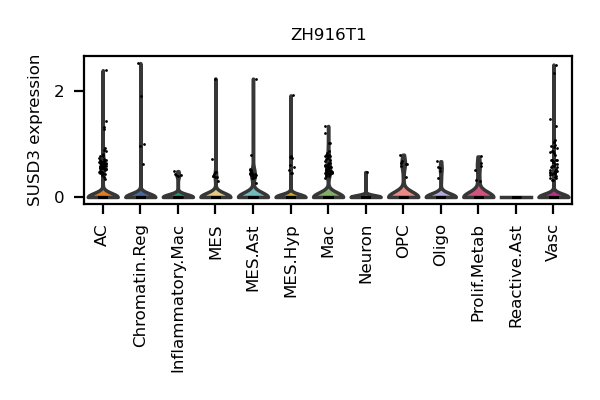 ZH916T1
SUSD3 expression
2
0
AC
Chromatin.Reg
Inflammatory.Mac
MES
MES.Ast
MES.Hyp
Mac
Neuron
OPC
Oligo
Prolif.Metab
Reactive.Ast
Vasc